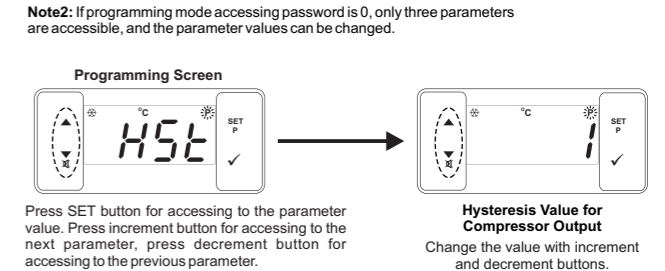 Note2: If programming mode accessing password is 0, only three parameters
are accessible, and the parameter values can be changed.
Programming Screen
°C
P
HSt
SET
P
✓
°C
P
1
SET
P
✓
Press SET button for accessing to the parameter
value. Press increment button for accessing to the
next parameter, press decrement button for
accessing to the previous parameter.
Hysteresis Value for
Compressor Output
Change the value with increment
and decrement buttons.